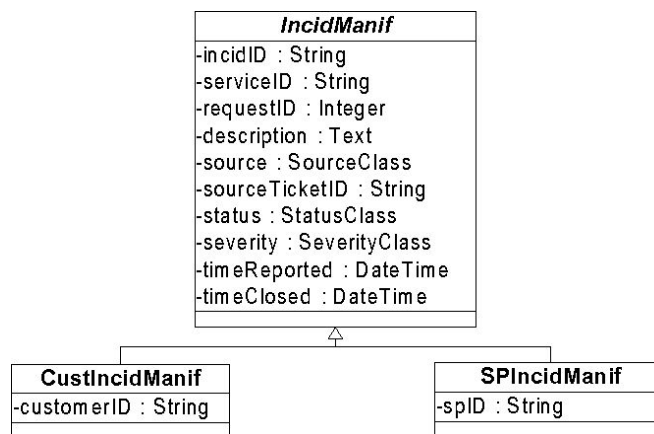 IncidManif
-incidID : String
-serviceID : String
-requestID : Integer
-description : Text
-source : SourceClass
-sourceTicketID : String
-status : StatusClass
-severity : SeverityClass
-timeReported : DateTime
-timeClosed : DateTime
CustIncidManif
-customerID : String
SPIncidManif
-spID : String